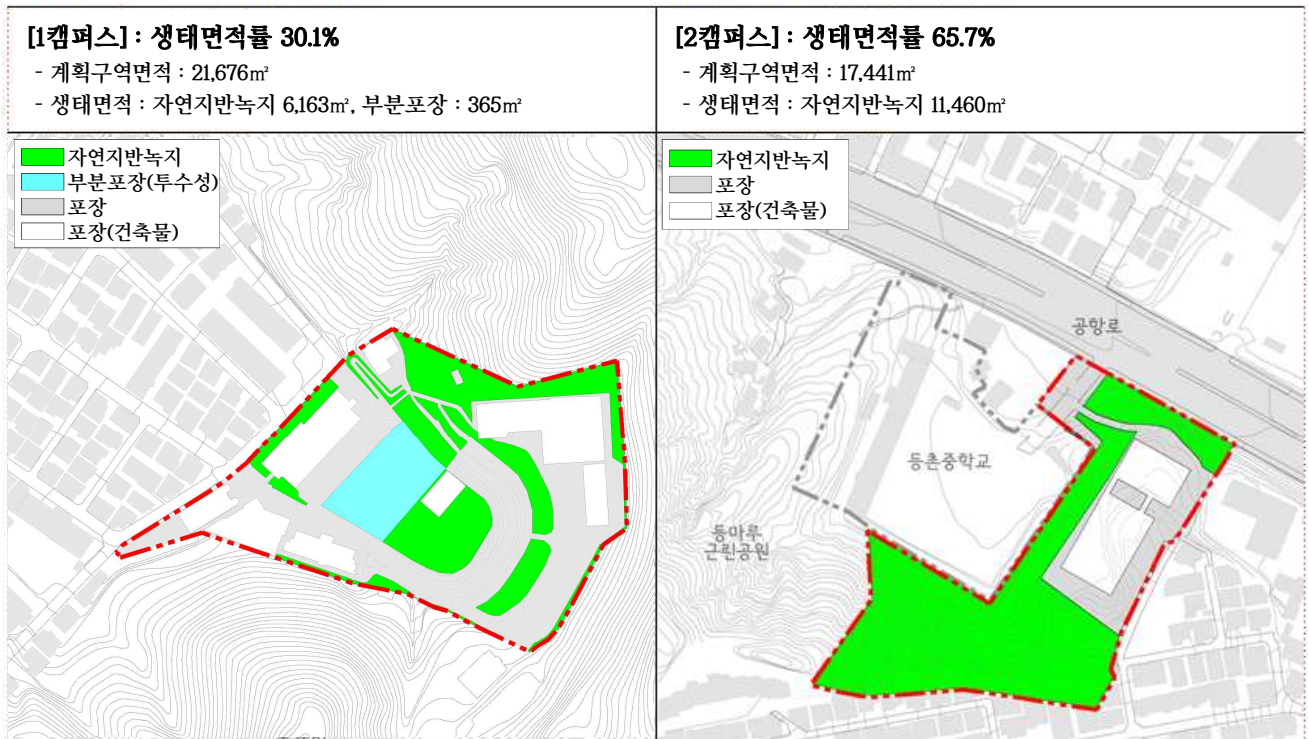 [1캠퍼스] : 생태면적률 30.1%
- 계획구역면적 : 21,676㎡
- 생태면적 : 자연지반녹지 6,163㎡, 부분포장 : 365㎡
[2캠퍼스] : 생태면적률 65.7%
- 계획구역면적 : 17,441㎡
- 생태면적 : 자연지반녹지 11,460㎡
자연지반녹지
부분포장(투수성)
포장
포장(건축물)
자연지반녹지
포장
포장(건축물)
공항로
등촌중학교
등마루
근린공원